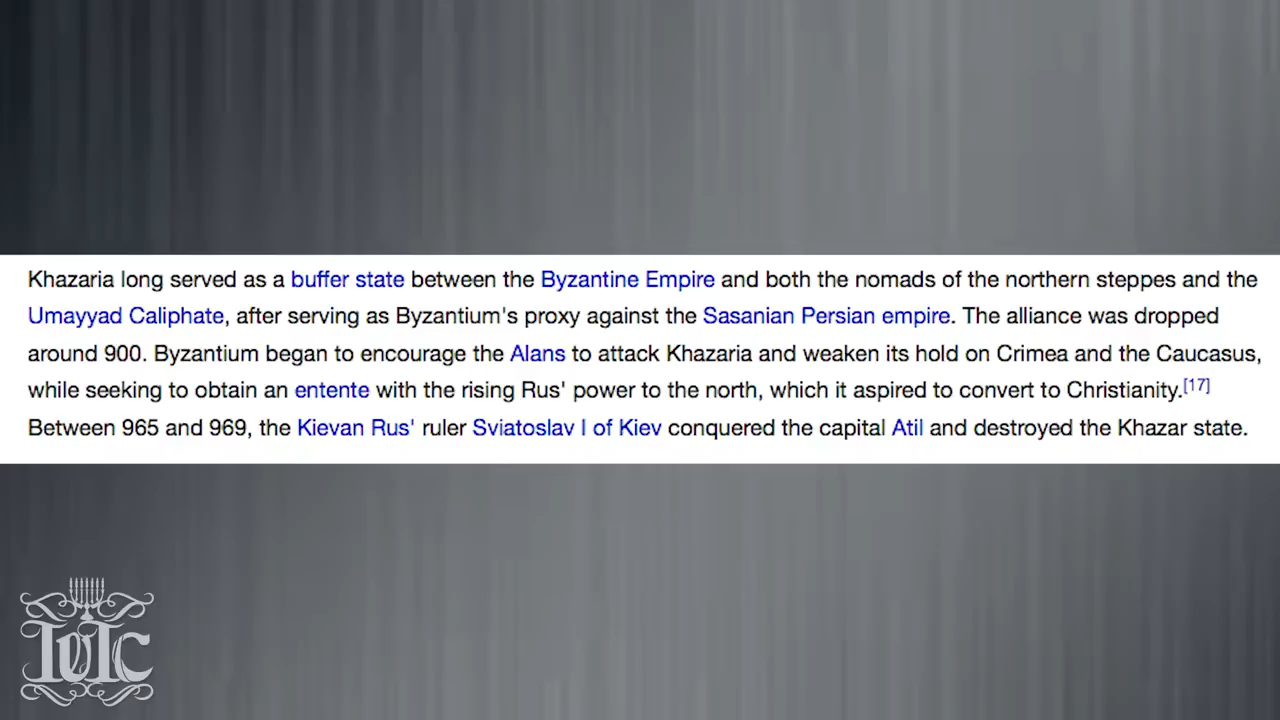 Khazaria long served as a buffer state between the Byzantine Empire and both the nomads of the northern steppes and the
Umayyad Caliphate, after serving as Byzantium's proxy against the Sasanian Persian empire. The alliance was dropped
around 900. Byzantium began to encourage the Alans to attack Khazaria and weaken its hold on Crimea and the Caucasus,
while seeking to obtain an entente with the rising Rus' power to the north, which it aspired to convert to Christianity.[17]
Between 965 and 969, the Kievan Rus' ruler Sviatoslav I of Kiev conquered the capital Atil and destroyed the Khazar state.
IUIC